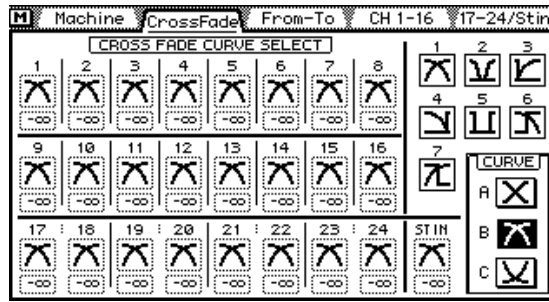 M Machine CrossFade From-To CH 1-16 17-24/Stin
CROSS FADE CURVE SELECT
1 2 3 4 5 6 7 8
-∞ -∞ -∞ -∞ -∞ -∞ -∞ -∞
9 10 11 12 13 14 15 16
-∞ -∞ -∞ -∞ -∞ -∞ -∞ -∞
17 : 18 19 : 20 21 : 22 23 : 24 STIN
-∞ -∞ -∞ -∞ -∞ -∞ -∞ -∞ -∞
1 2 3
4 5 6
7
CURVE
A
B
C